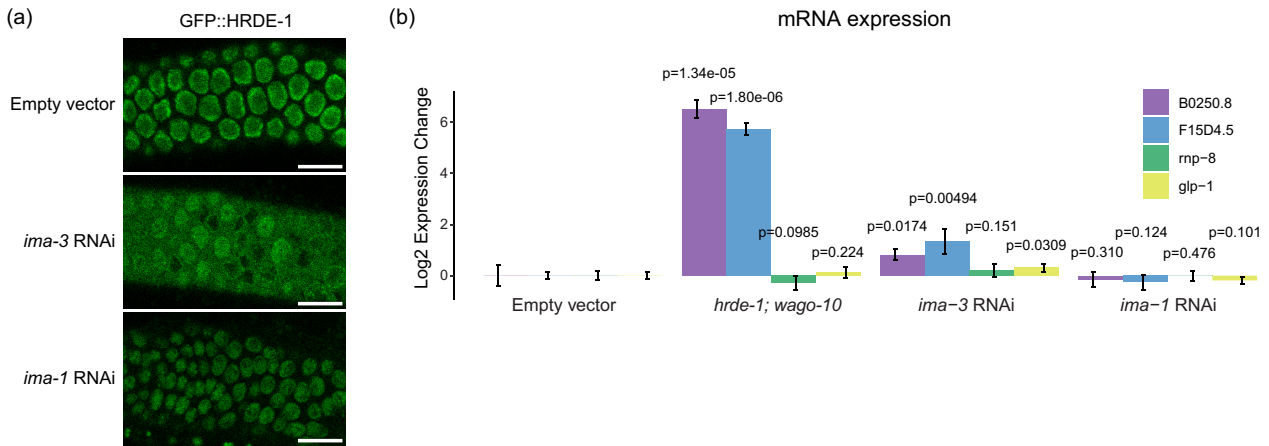 (a)
GFP::HRDE-1
Empty vector
ima-3 RNAi
ima-1 RNAi
(b)
mRNA expression
Log2 Expression Change
6
4
2
0
p=1.34e-05
p=1.80e-06
p=0.0985
p=0.224
p=0.0174
p=0.00494
p=0.151
p=0.0309
p=0.310
p=0.124
p=0.476
p=0.101
Empty vector
hrde-1; wago-10
ima−3 RNAi
ima−1 RNAi
B0250.8
F15D4.5
rnp−8
glp−1